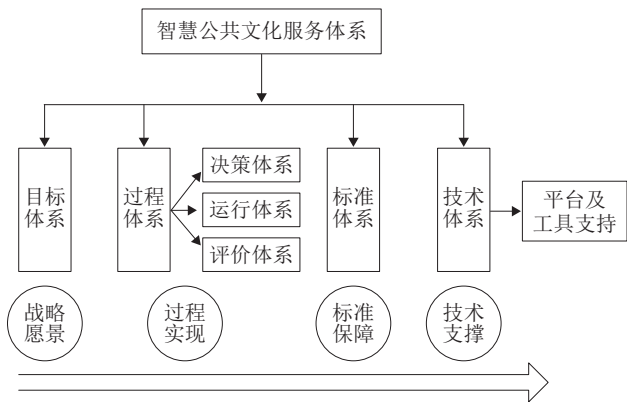 智慧公共文化服务体系
目标
体系
过程
体系
决策体系
运行体系
评价体系
标准
体系
技术
体系
平台及
工具支持
战略
愿景
过程
实现
标准
保障
技术
支撑